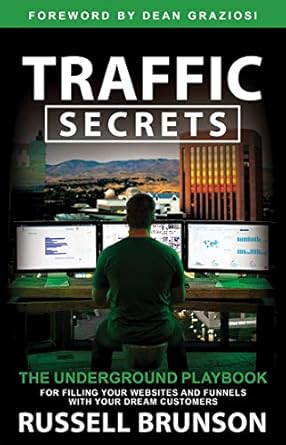 FOREWORD BY DEAN GRAZIOSI
TRAFFIC
SECRETS
THE UNDERGROUND PLAYBOOK
FOR FILLING YOUR WEBSITES AND FUNNELS
WITH YOUR DREAM CUSTOMERS
RUSSELL BRUNSON